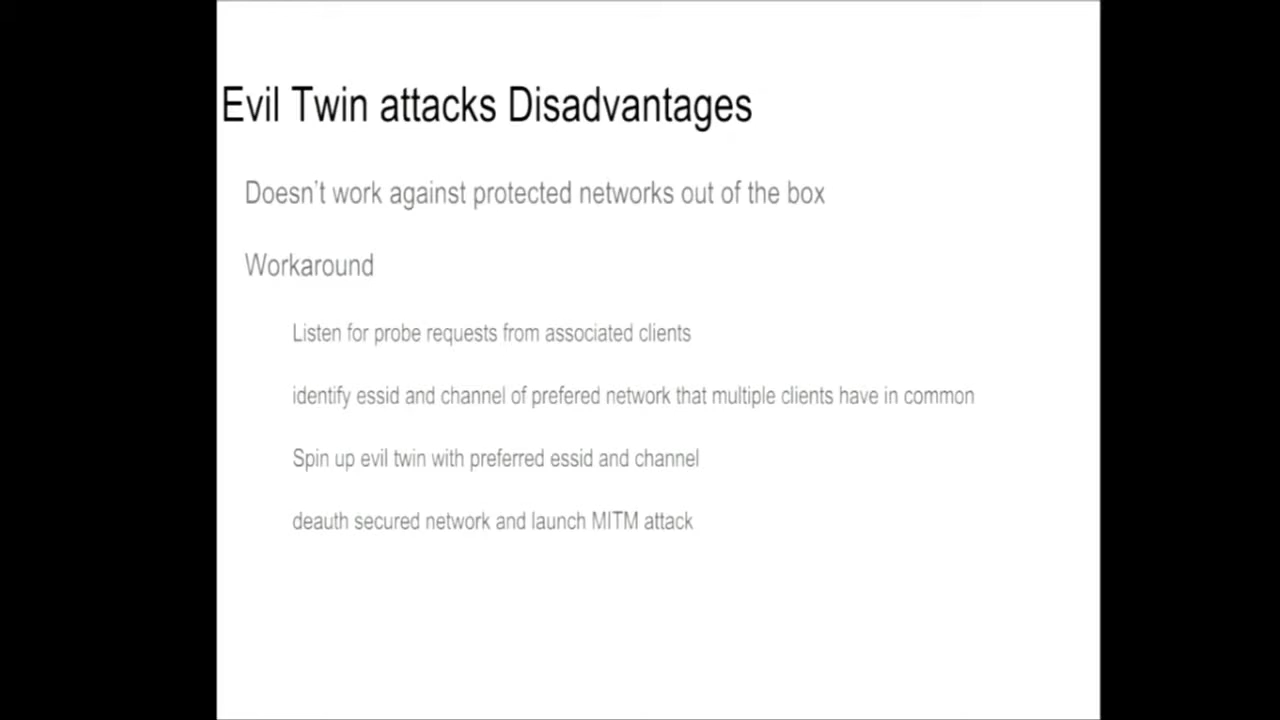 Evil Twin attacks Disadvantages
Doesn't work against protected networks out of the box
Workaround
Listen for probe requests from associated clients
identify essid and channel of prefered network that multiple clients have in common
Spin up evil twin with preferred essid and channel
deauth secured network and launch MITM attack